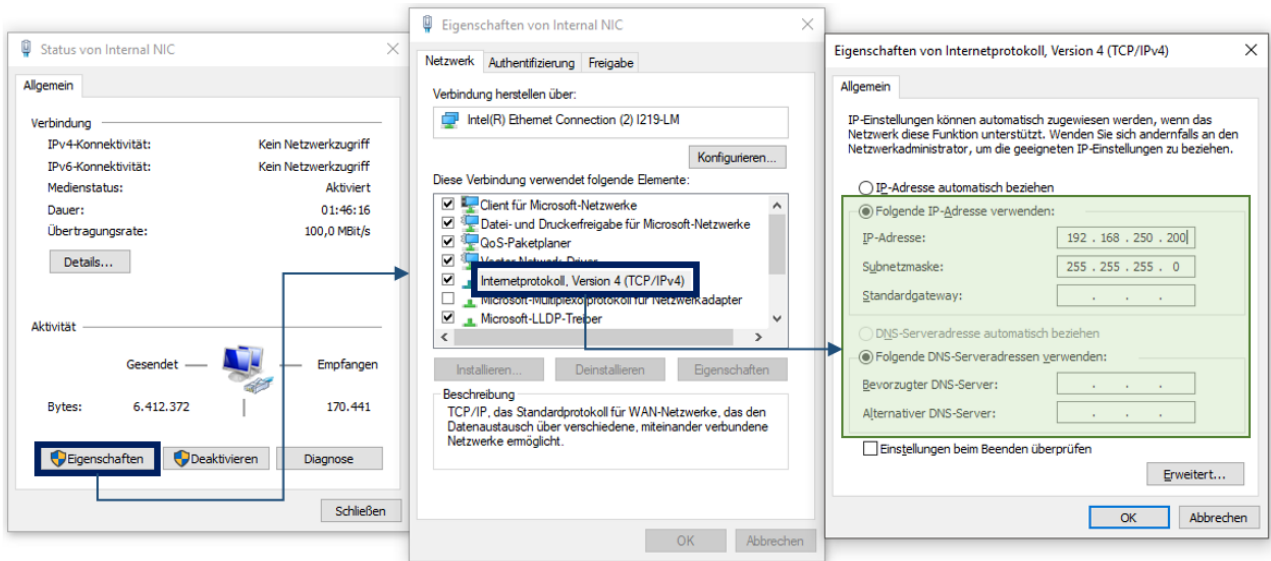 Status von Internal NIC
Allgemein
Verbindung
IPv4-Konnektivität: Kein Netzwerkzugriff
IPv6-Konnektivität: Kein Netzwerkzugriff
Medienstatus: Aktiviert
Dauer: 01:46:16
Übertragungsrate: 100,0 MBit/s
Details...
Aktivität
Gesendet Empfangen
Bytes: 6.412.372 170.441
Eigenschaften Deaktivieren Diagnose
Schließen
Eigenschaften von Internal NIC
Netzwerk Authentifizierung Freigabe
Verbindung herstellen über:
Intel(R) Ethernet Connection (2) I219-LM
Konfigurieren...
Diese Verbindung verwendet folgende Elemente:
Client für Microsoft-Netzwerke
Datei- und Druckerfreigabe für Microsoft-Netzwerke
QoS-Paketplaner
Vector Network Driver
Internetprotokoll, Version 4 (TCP/IPv4)
Microsoft-Multiplexorprotokoll für Netzwerkadapter
Microsoft-LLDP-Treiber
Installieren... Deinstallieren Eigenschaften
Beschreibung
TCP/IP, das Standardprotokoll für WAN-Netzwerke, das den
Datenaustausch über verschiedene, miteinander verbundene
Netzwerke ermöglicht.
OK Abbrechen
Eigenschaften von Internetprotokoll, Version 4 (TCP/IPv4)
Allgemein
IP-Einstellungen können automatisch zugewiesen werden, wenn das
Netzwerk diese Funktion unterstützt. Wenden Sie sich andernfalls an den
Netzwerkadministrator, um die geeigneten IP-Einstellungen zu beziehen.
IP-Adresse automatisch beziehen
Folgende IP-Adresse verwenden:
IP-Adresse: 192 . 168 . 250 . 200
Subnetzmaske: 255 . 255 . 255 . 0
Standardgateway: . . .
DNS-Serveradresse automatisch beziehen
Folgende DNS-Serveradressen verwenden:
Bevorzugter DNS-Server: . . .
Alternativer DNS-Server: . . .
Einstellungen beim Beenden überprüfen
Erweitert...
OK Abbrechen